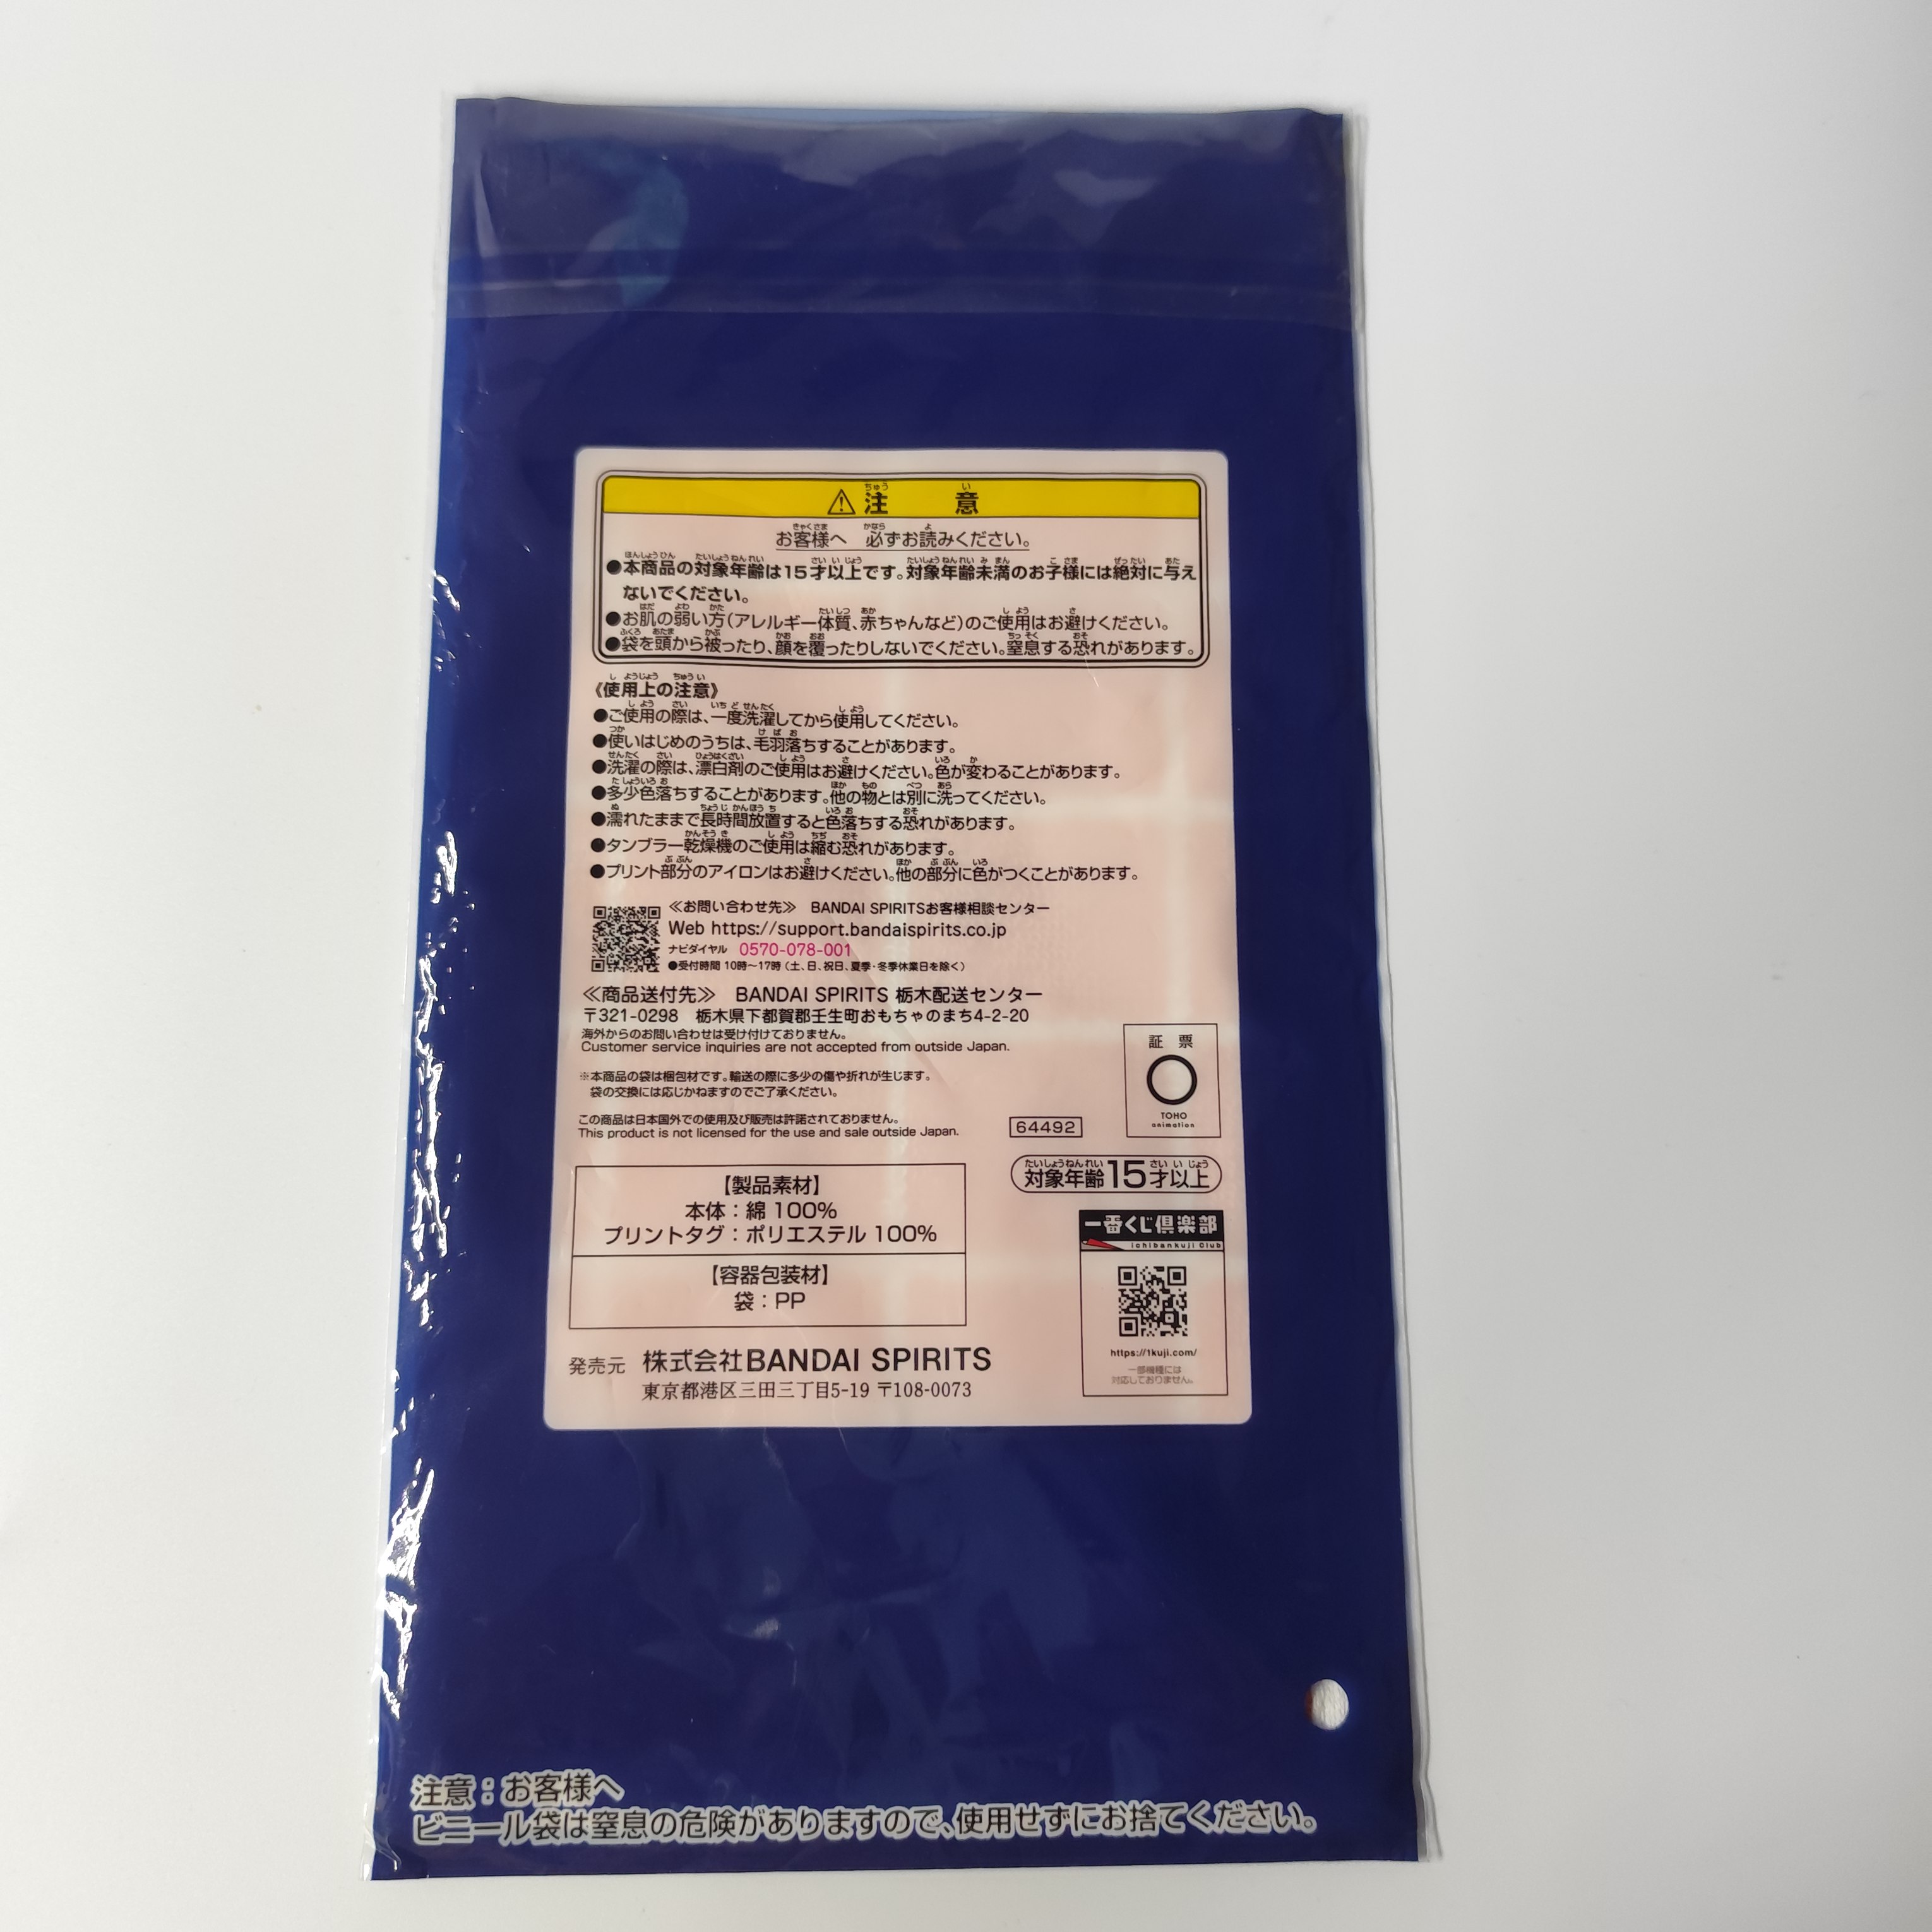 ⚠注　意
お客様へ　必ずお読みください。
●本商品の対象年齢は15才以上です。対象年齢未満のお子様には絶対に与え
ないでください。
●お肌の弱い方(アレルギー体質、赤ちゃんなど)のご使用はお避けください。
●袋を頭から被ったり、顔を覆ったりしないでください。窒息する恐れがあります。
《使用上の注意》
●ご使用の際は、一度洗濯してから使用してください。
●使いはじめのうちは、毛羽落ちすることがあります。
●洗濯の際は、漂白剤のご使用はお避けください。色が変わることがあります。
●多少色落ちすることがあります。他の物とは別に洗ってください。
●濡れたままで長時間放置すると色落ちする恐れがあります。
●タンブラー乾燥機のご使用は縮む恐れがあります。
●プリント部分のアイロンはお避けください。他の部分に色がつくことがあります。
≪お問い合わせ先≫　BANDAI SPIRITSお客様相談センター
Web https://support.bandaispirits.co.jp
ナビダイヤル 0570-078-001
●受付時間 10時～17時(土、日、祝日、夏季・冬季休業日を除く)
≪商品送付先≫　BANDAI SPIRITS 栃木配送センター
〒321-0298　栃木県下都賀郡壬生町おもちゃのまち4-2-20
海外からのお問い合わせは受け付けておりません。
Customer service inquiries are not accepted from outside Japan.
※本商品の袋は梱包材です。輸送の際に多少の傷や折れが生じます。
袋の交換には応じかねますのでご了承ください。
この商品は日本国外での使用及び販売は許諾されておりません。
This product is not licensed for the use and sale outside Japan.
64492
証 票
TOHO
animation
対象年齢15才以上
【製品素材】
本体：綿 100%
プリントタグ：ポリエステル 100%
【容器包装材】
袋：PP
一番くじ倶楽部
ichibankuji Club
https://1kuji.com/
一部機種には
対応しておりません。
発売元　株式会社BANDAI SPIRITS
東京都港区三田三丁目5-19 〒108-0073
注意：お客様へ
ビニール袋は窒息の危険がありますので、使用せずにお捨てください。